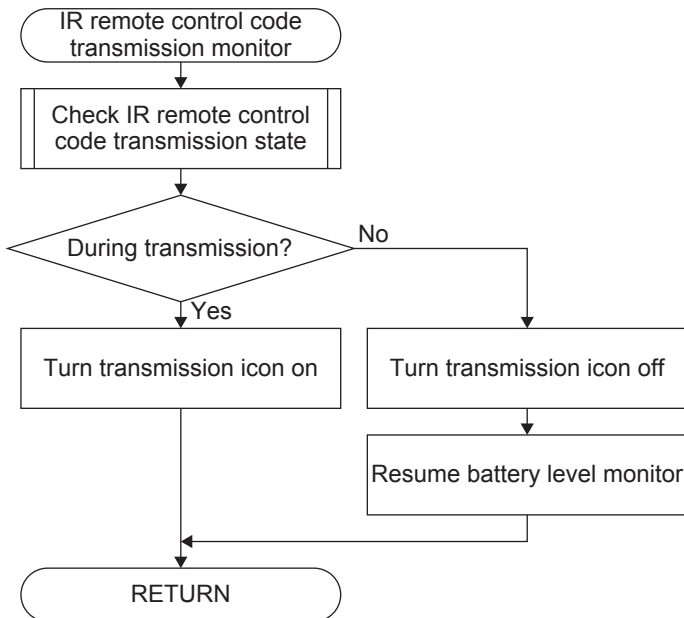 IR remote control code
transmission monitor
Check IR remote control
code transmission state
During transmission?
No
Yes
Turn transmission icon on
Turn transmission icon off
Resume battery level monitor
RETURN